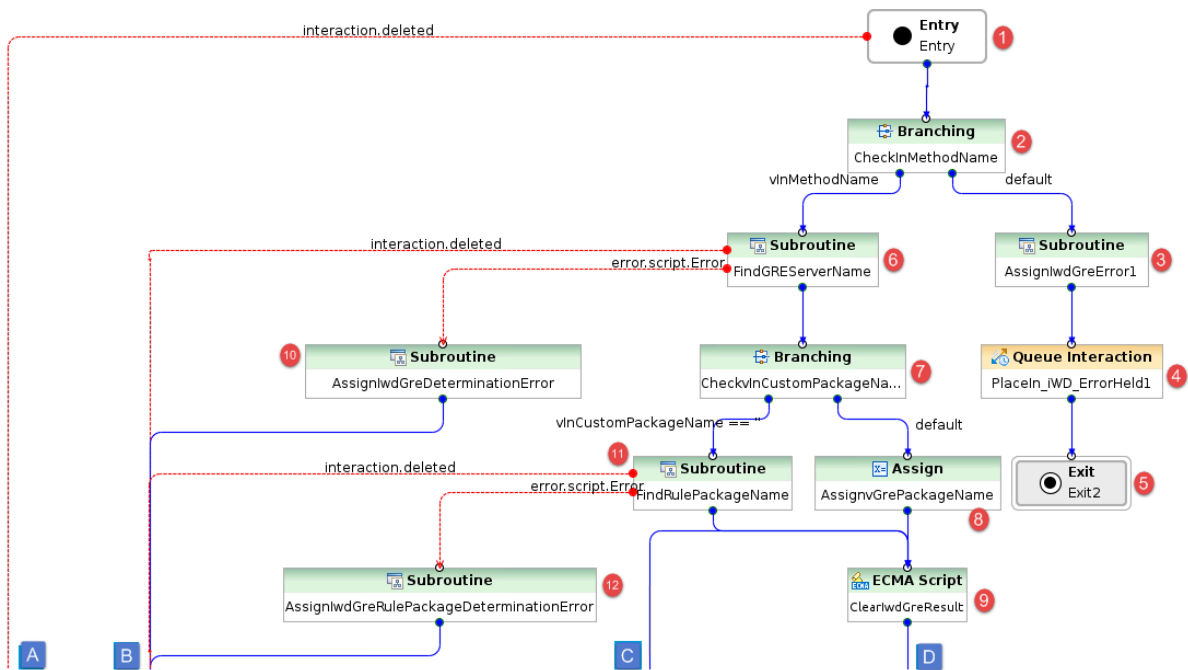 Entry
Entry
1
interaction.deleted
Branching
CheckInMethodName
2
vInMethodName
default
interaction.deleted
error.script.Error
Subroutine
FindGREServerName
6
Subroutine
AssignIwdGreError1
3
10
Subroutine
AssignIwdGreDeterminationError
Branching
CheckvInCustomPackageNa...
7
Queue Interaction
PlaceIn_iWD_ErrorHeld1
4
vInCustomPackageName == ''
default
11
interaction.deleted
error.script.Error
Subroutine
FindRulePackageName
Assign
AssignvGrePackageName
8
Exit
Exit2
5
Subroutine
AssignIwdGreRulePackageDeterminationError
12
ECMA Script
ClearIwdGreResult
9
A
B
C
D